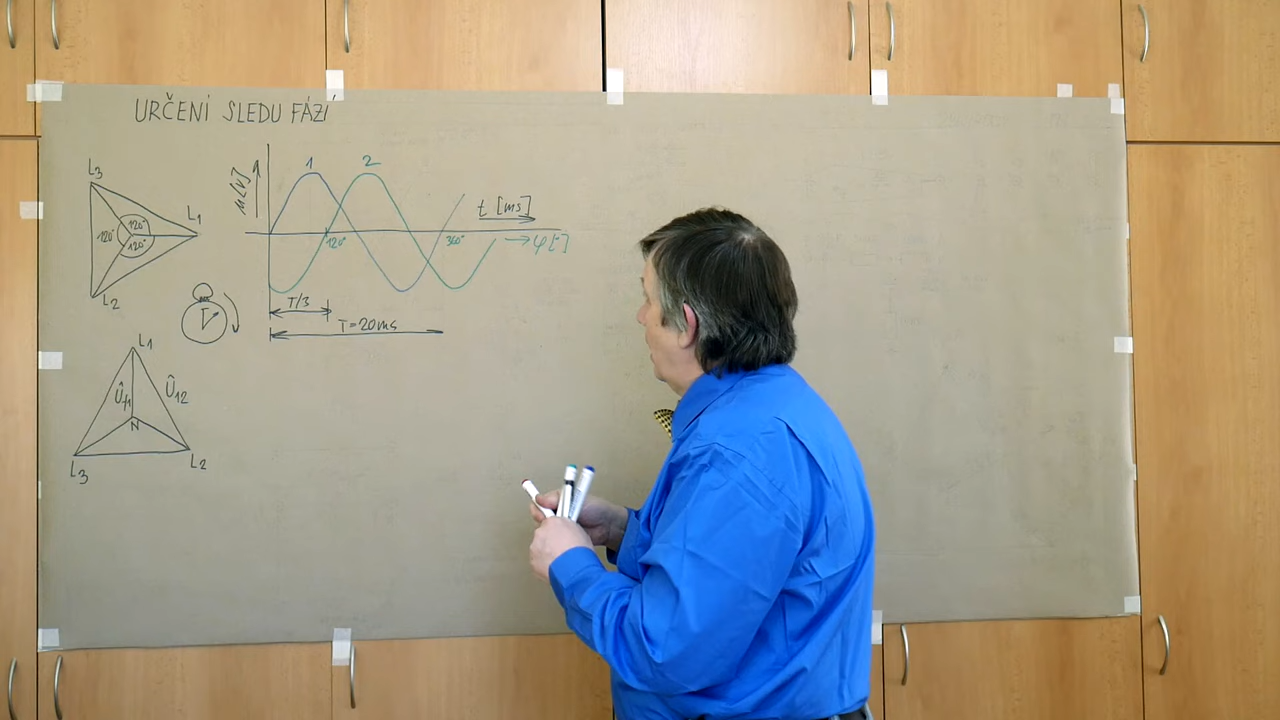 URČENÍ SLEDU FÁZÍ
L3
120°
120°
120°
L1
L2
u[V]
1
2
t [ms]
120°
360°
φ[°]
T/3
T=20ms
T
L1
Ûf1
Û12
N
L3
L2